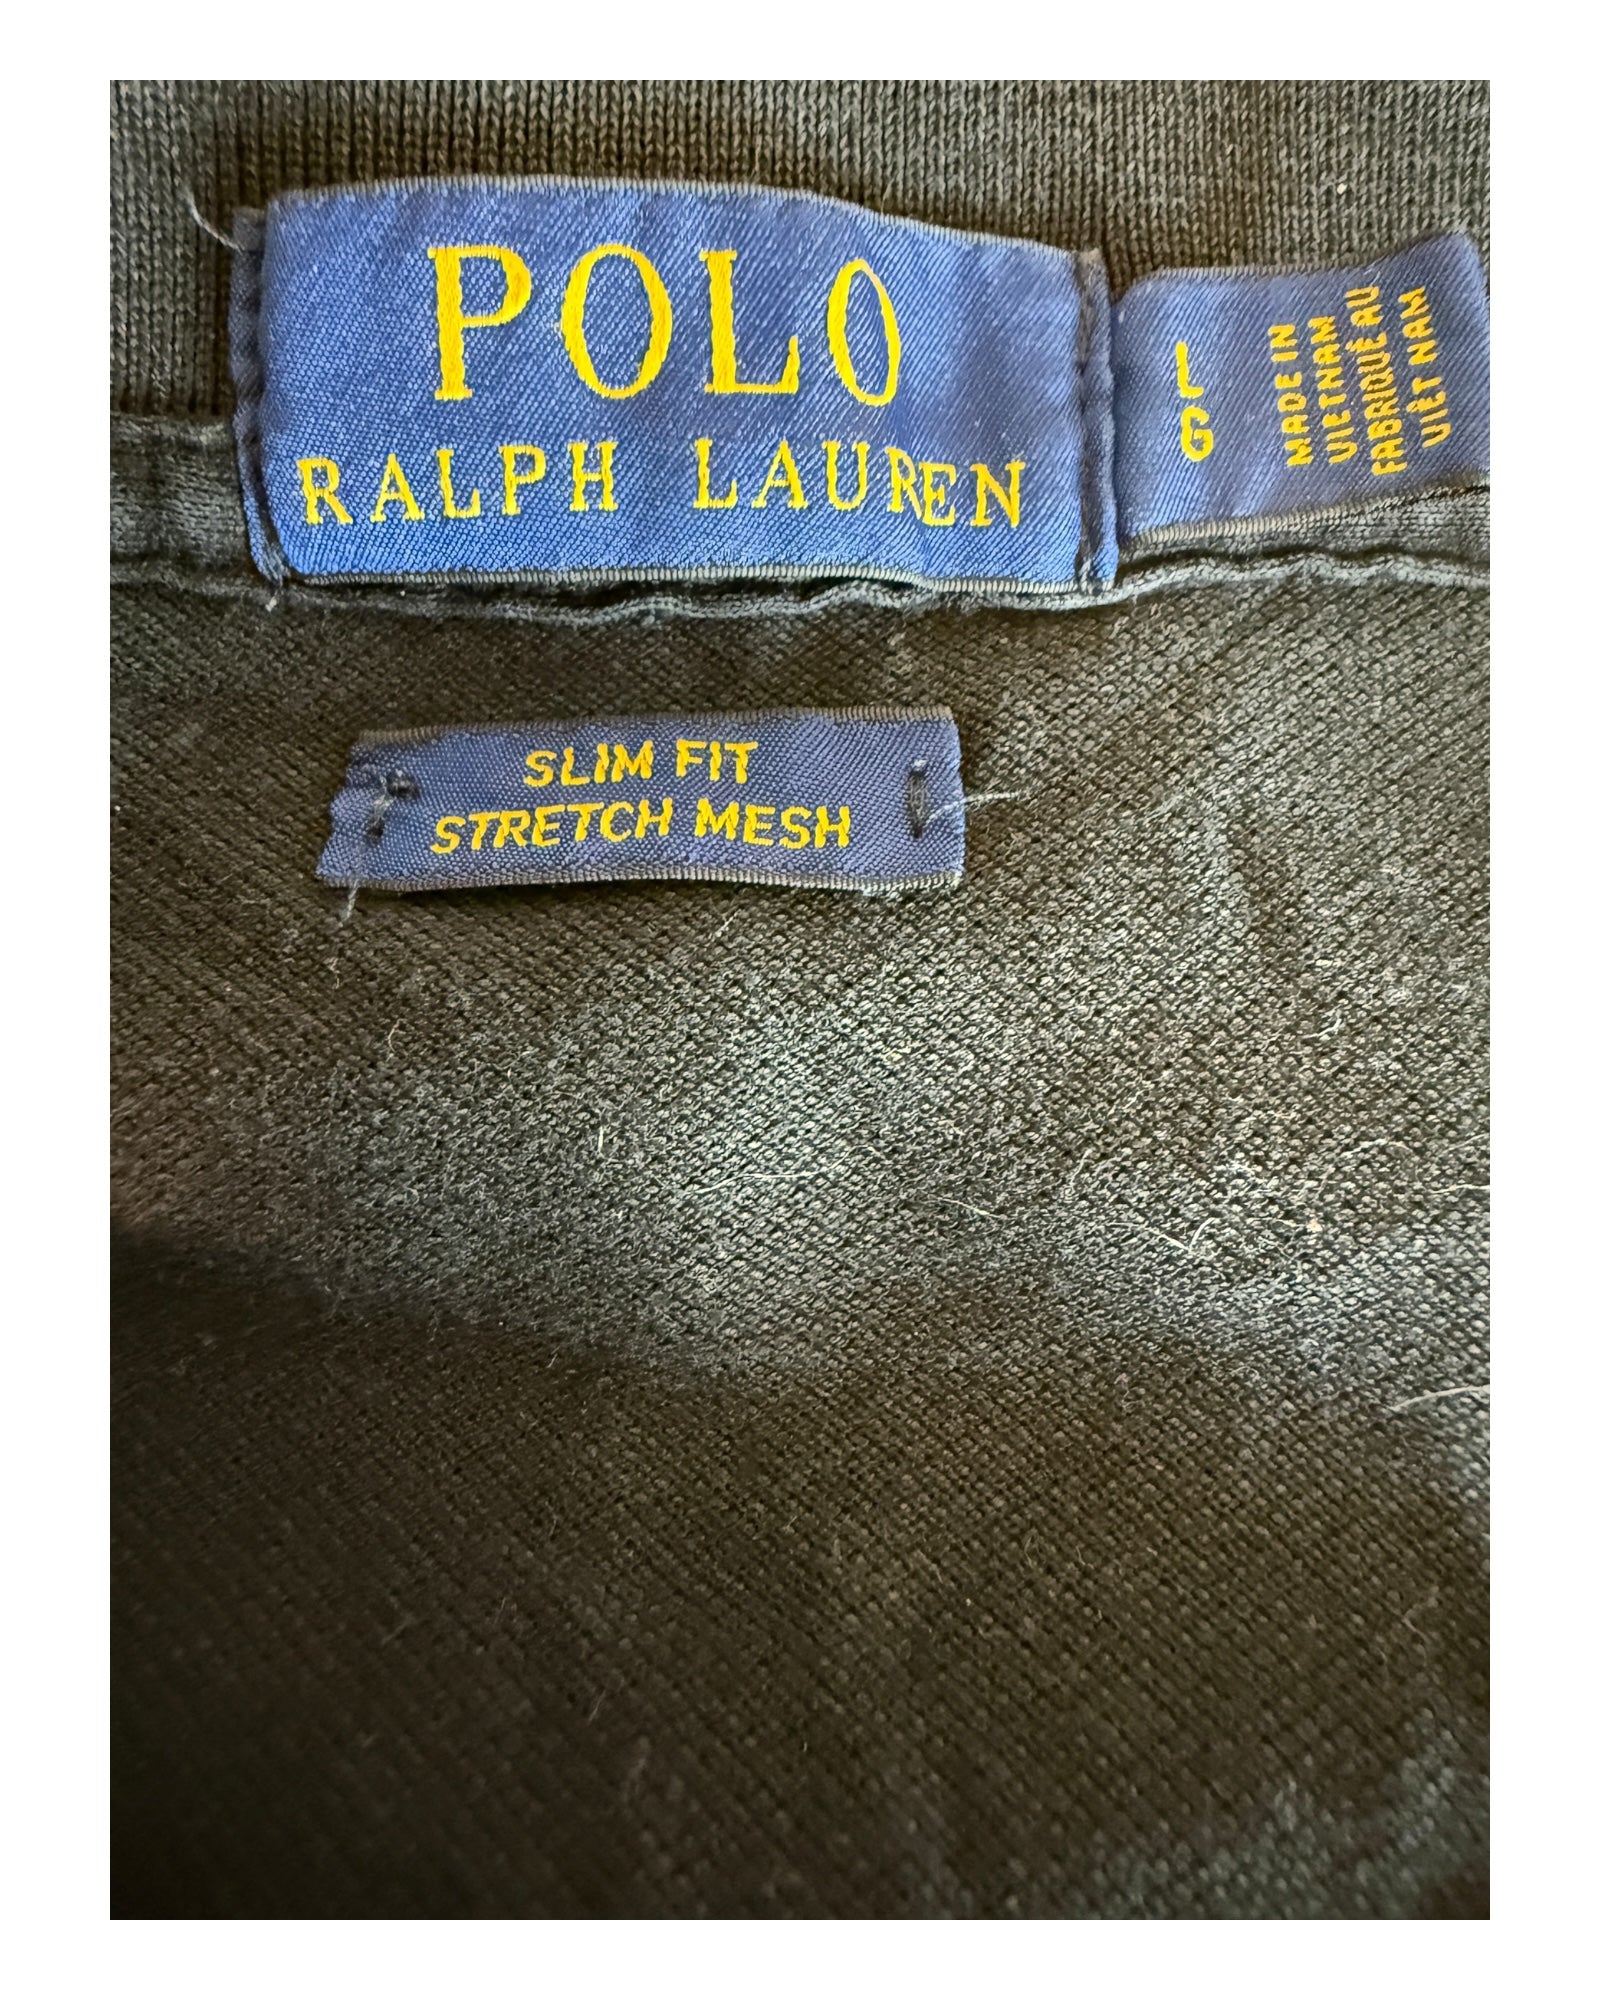 POLO
RALPH LAUREN
L
G
MADE IN
VIETNAM
FABRIQUÉ AU
VIÊT NAM
SLIM FIT
STRETCH MESH